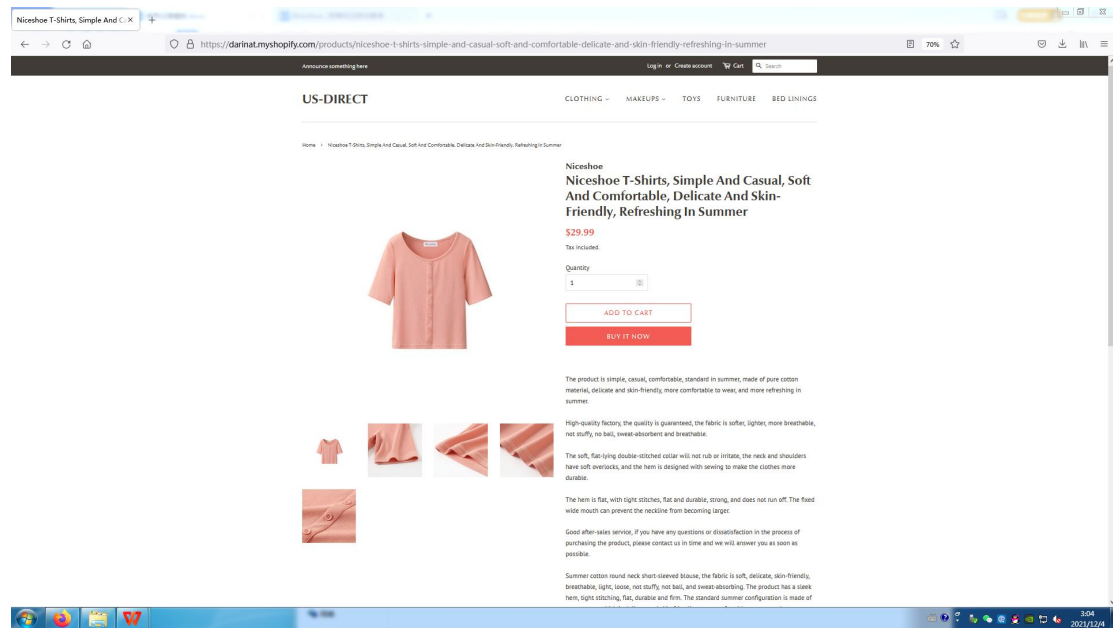 Niceshoe T-Shirts, Simple And Ca
https://darinat.myshopify.com/products/niceshoe-t-shirts-simple-and-casual-soft-and-comfortable-delicate-and-skin-friendly-refreshing-in-summer
70%
Announce something here
Log in or Create account Cart Search
US-DIRECT
CLOTHING MAKEUPS TOYS FURNITURE BED LININGS
Home › Niceshoe T-Shirts, Simple And Casual, Soft And Comfortable, Delicate And Skin-Friendly, Refreshing In Summer
Niceshoe
Niceshoe T-Shirts, Simple And Casual, Soft
And Comfortable, Delicate And Skin-
Friendly, Refreshing In Summer
$29.99
Tax included.
Quantity
1
ADD TO CART
BUY IT NOW
The product is simple, casual, comfortable, standard in summer, made of pure cotton
material, delicate and skin-friendly, more comfortable to wear, and more refreshing in
summer.
High-quality factory, the quality is guaranteed, the fabric is softer, lighter, more breathable,
not stuffy, no ball, sweat-absorbent and breathable.
The soft, flat-lying double-stitched collar will not rub or irritate, the neck and shoulders
have soft overlocks, and the hem is designed with sewing to make the clothes more
durable.
The hem is flat, with tight stitches, flat and durable, strong, and does not run off. The fixed
wide mouth can prevent the neckline from becoming larger.
Good after-sales service, if you have any questions or dissatisfaction in the process of
purchasing the product, please contact us in time and we will answer you as soon as
possible.
Summer cotton round neck short-sleeved blouse, the fabric is soft, delicate, skin-friendly,
breathable, light, loose, not stuffy, not ball, and sweat-absorbing. The product has a sleek
hem, tight stitching, flat, durable and firm. The standard summer configuration is made of
3:04
2021/12/4